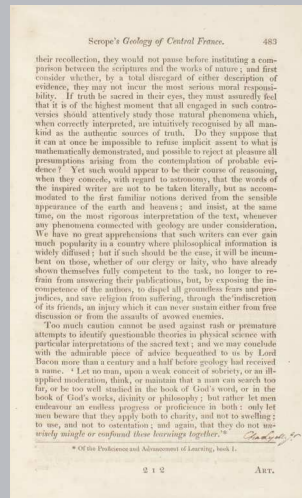 Scrope's Geology of Central France. 483
their recollection, they would not pause before instituting a com-
parison between the scriptures and the works of nature; and first
consider whether, by a total disregard of either description of
evidence, they may not incur the most serious moral responsi-
bility. If truth be sacred in their eyes, they must assuredly feel
that it is of the highest moment that all engaged in such contro-
versies should attentively study those natural phenomena which,
when correctly interpreted, are intuitively recognised by all man-
kind as the authentic sources of truth. Do they suppose that
it can at once be impossible to refuse implicit assent to what is
mathematically demonstrated, and possible to reject at pleasure all
presumptions arising from the contemplation of probable evi-
dence? Yet such would appear to be their course of reasoning,
when they concede, with regard to astronomy, that the words of
the inspired writer are not to be taken literally, but as accom-
modated to the first familiar notions derived from the sensible
appearance of the earth and heavens; and insist, at the same
time, on the most rigorous interpretation of the text, whenever
any phenomena connected with geology are under consideration.
We have no great apprehensions that such writers can ever gain
much popularity in a country where philosophical information is
widely diffused; but if such should be the case, it will be incum-
bent on those, whether of our clergy or laity, who have already
shown themselves fully competent to the task, no longer to re-
frain from answering their publications, but, by exposing the in-
competence of the authors, to dispel all groundless fears and pre-
judices, and save religion from suffering, through the indiscretion
of its friends, an injury which it can never sustain either from free
discussion or from the assaults of avowed enemies.
Too much caution cannot be used against rash or premature
attempts to identify questionable theories in physical science with
particular interpretations of the sacred text; and we may conclude
with the admirable piece of advice bequeathed to us by Lord
Bacon more than a century and a half before geology had received
a name. 'Let no man, upon a weak conceit of sobriety, or an ill-
applied moderation, think, or maintain that a man can search too
far, or be too well studied in the book of God's word, or in the
book of God's works, divinity or philosophy; but rather let men
endeavour an endless progress or proficience in both: only let
men beware that they apply both to charity, and not to swelling;
to use, and not to ostentation; and again, that they do not un-
wisely mingle or confound these learnings together.'*
* Of the Proficience and Advancement of Learning, book I.
2 I 2 ART.